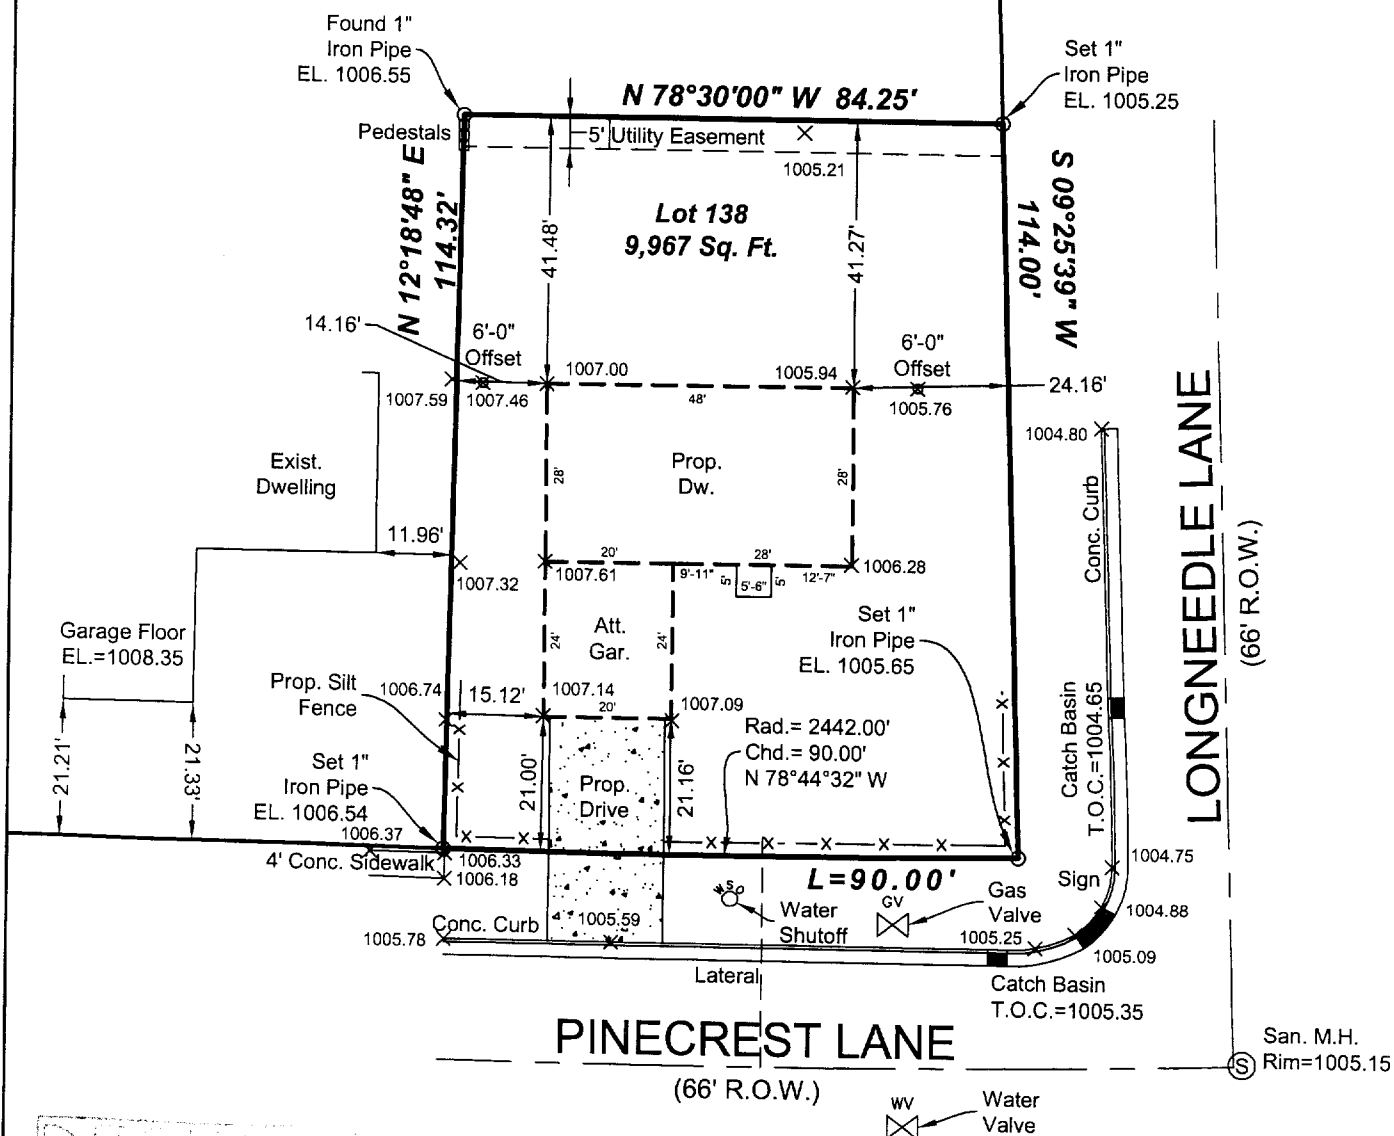 Found 1"
Iron Pipe
EL. 1006.55
Set 1"
Iron Pipe
EL. 1005.25
N 78°30'00" W 84.25'
Pedestals
5' Utility Easement
1005.21
N 12°18'48" E
114.32'
S 09°25'39" W
114.00'
Lot 138
9,967 Sq. Ft.
41.48'
41.27'
14.16'
6'-0"
Offset
6'-0"
Offset
1007.00
1005.94
24.16'
1007.59
1007.46
48'
1005.76
1004.80
Exist.
Dwelling
Prop.
Dw.
28'
28'
Conc. Curb
LONGNEEDLE LANE
(66' R.O.W.)
11.96'
20'
28'
1007.32
1007.61
9'-11"
5'
5'-6"
5'
12'-7"
1006.28
Set 1"
Iron Pipe
EL. 1005.65
Garage Floor
EL.=1008.35
Att.
Gar.
24'
24'
Prop. Silt
Fence
1006.74
15.12'
1007.14
20'
1007.09
Catch Basin
T.O.C.=1004.65
Rad.= 2442.00'
Chd.= 90.00'
N 78°44°32" W
21.21'
21.33'
Set 1"
Iron Pipe
EL. 1006.54
21.00'
Prop.
Drive
21.16'
1006.37
4' Conc. Sidewalk
1006.33
1006.18
L=90.00'
1004.75
Sign
1004.88
WSO
Water
Shutoff
GV
Gas
Valve
Conc. Curb
1005.78
1005.59
1005.25
1005.09
Lateral
Catch Basin
T.O.C.=1005.35
PINECREST LANE
(66' R.O.W.)
S
San. M.H.
Rim=1005.15
WV
Water
Valve